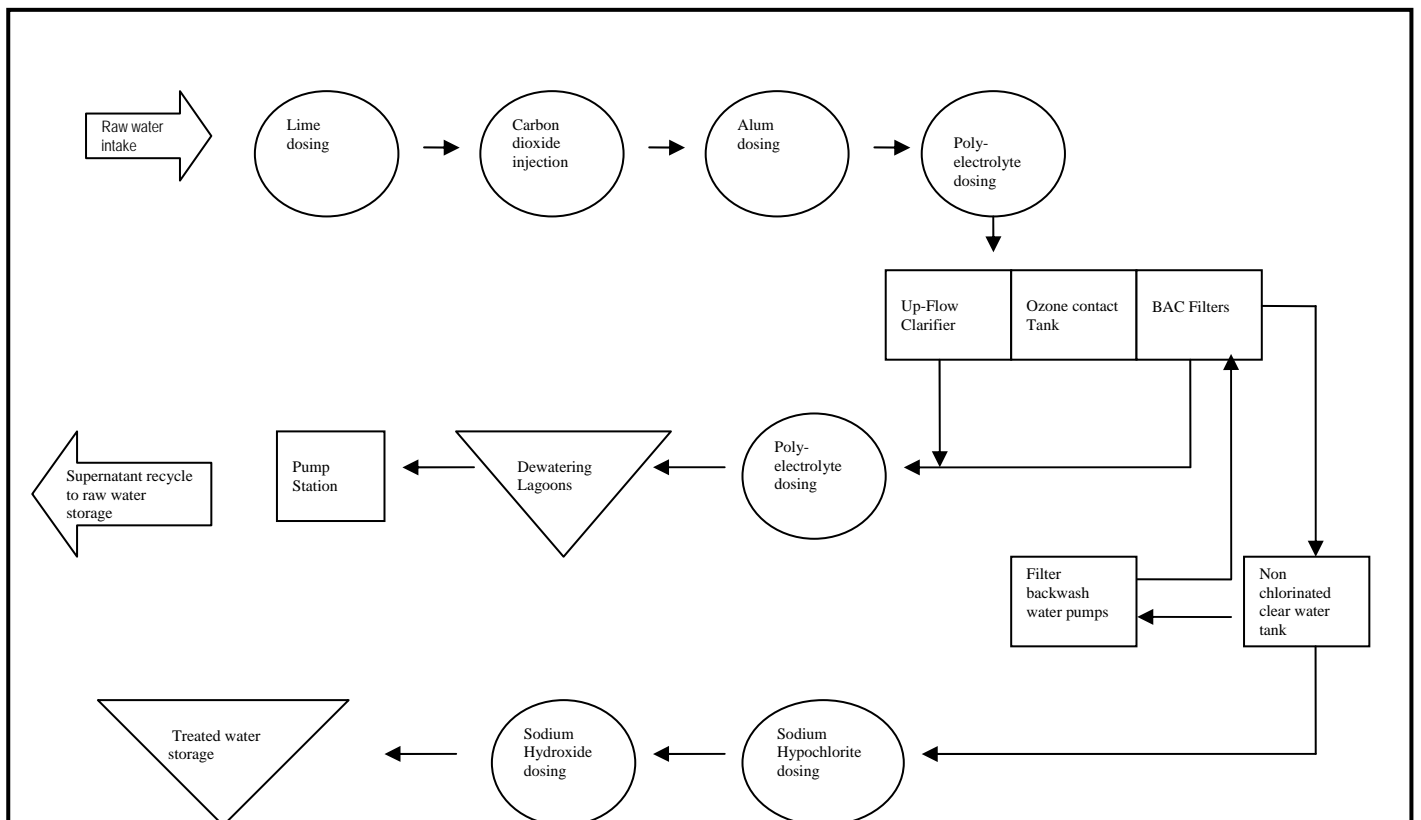 Raw water
intake
Lime
dosing
Carbon
dioxide
injection
Alum
dosing
Poly-
electrolyte
dosing
Up-Flow
Clarifier
Ozone contact
Tank
BAC Filters
Supernatant recycle
to raw water
storage
Pump
Station
Dewatering
Lagoons
Poly-
electrolyte
dosing
Filter
backwash
water pumps
Non
chlorinated
clear water
tank
Treated water
storage
Sodium
Hydroxide
dosing
Sodium
Hypochlorite
dosing